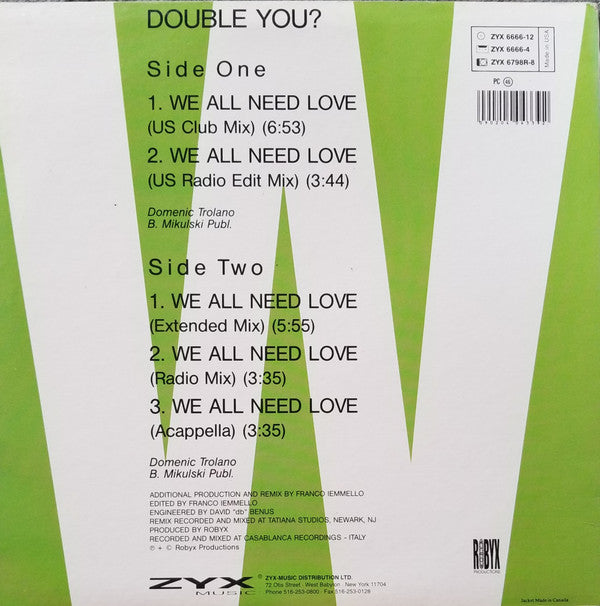 DOUBLE YOU?
ZYX 6666-12
ZYX 6666-4
ZYX 6798R-8
Made in USA
PC 46
Side One
1. WE ALL NEED LOVE
(US Club Mix) (6:53)
2. WE ALL NEED LOVE
(US Radio Edit Mix) (3:44)
Domenic Trolano
B. Mikulski Publ.
Side Two
1. WE ALL NEED LOVE
(Extended Mix) (5:55)
2. WE ALL NEED LOVE
(Radio Mix) (3:35)
3. WE ALL NEED LOVE
(Acappella) (3:35)
Domenic Trolano
B. Mikulski Publ.
ADDITIONAL PRODUCTION AND REMIX BY FRANCO IEMMELLO
EDITED BY FRANCO IEMMELLO
ENGINEERED BY DAVID "db" BENUS
REMIX RECORDED AND MIXED AT TATIANA STUDIOS, NEWARK, NJ
PRODUCED BY ROBYX
RECORDED AND MIXED AT CASABLANCA RECORDINGS - ITALY
℗ + © Robyx Productions
ZYX
MUSIC
® ZYX-MUSIC DISTRIBUTION LTD.
72 Otis Street - West Babylon - New York 11704
Phone 516-253-0800 Fax 516-253-0128
ROBYX
PRODUCTIONS
Jacket Made in Canada